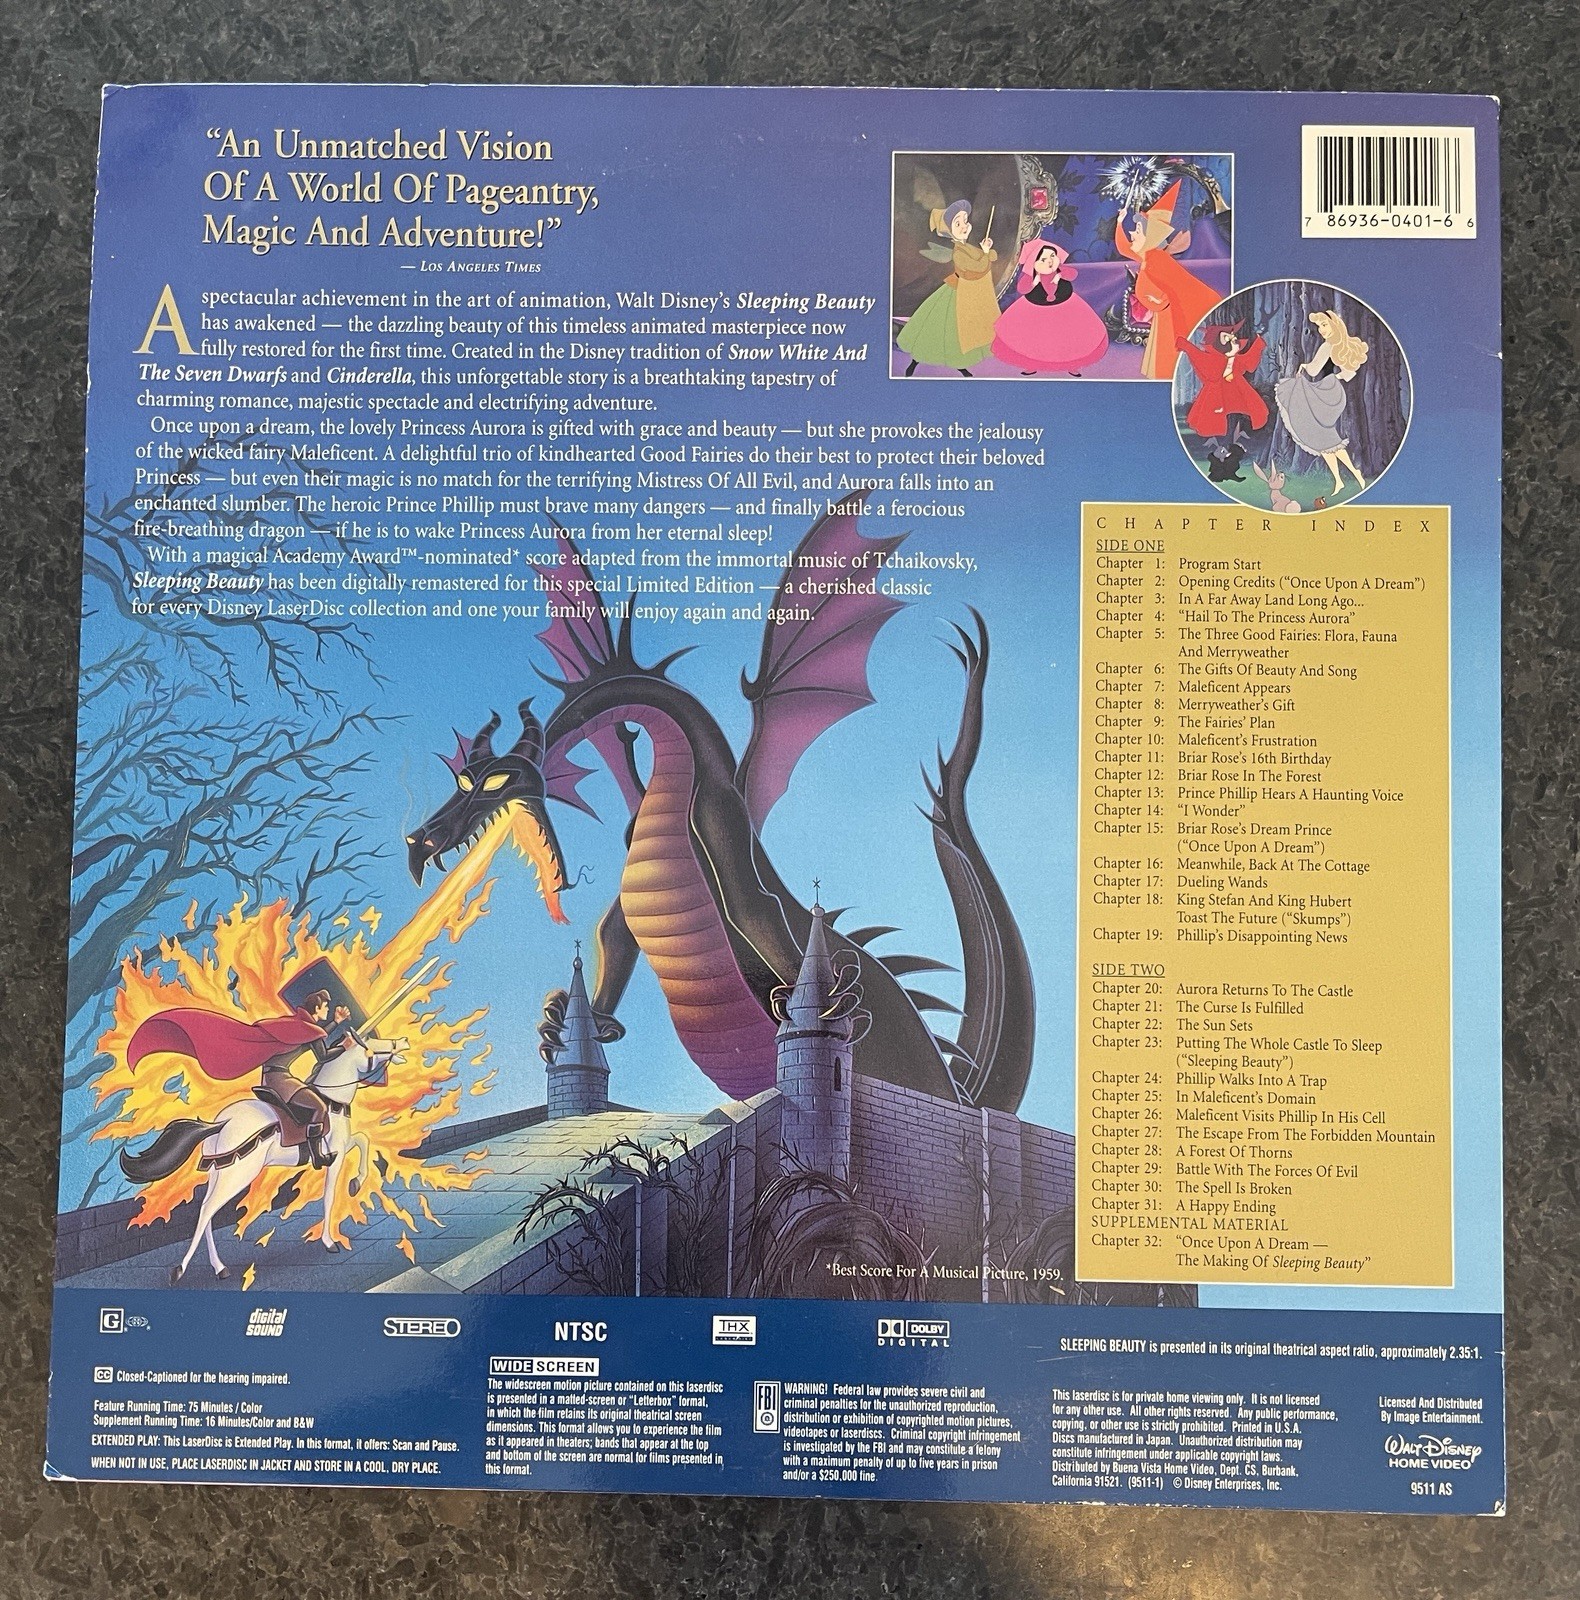 “An Unmatched Vision
Of A World Of Pageantry,
Magic And Adventure!”
— Los Angeles Times
A spectacular achievement in the art of animation, Walt Disney’s Sleeping Beauty
has awakened — the dazzling beauty of this timeless animated masterpiece now
fully restored for the first time. Created in the Disney tradition of Snow White And
The Seven Dwarfs and Cinderella, this unforgettable story is a breathtaking tapestry of
charming romance, majestic spectacle and electrifying adventure.
Once upon a dream, the lovely Princess Aurora is gifted with grace and beauty — but she provokes the jealousy
of the wicked fairy Maleficent. A delightful trio of kindhearted Good Fairies do their best to protect their beloved
Princess — but even their magic is no match for the terrifying Mistress Of All Evil, and Aurora falls into an
enchanted slumber. The heroic Prince Phillip must brave many dangers — and finally battle a ferocious
fire-breathing dragon — if he is to wake Princess Aurora from her eternal sleep!
With a magical Academy Award™-nominated* score adapted from the immortal music of Tchaikovsky,
Sleeping Beauty has been digitally remastered for this special Limited Edition — a cherished classic
for every Disney LaserDisc collection and one your family will enjoy again and again.
7 86936-0401-6 6
CHAPTER INDEX
SIDE ONE
Chapter 1: Program Start
Chapter 2: Opening Credits (“Once Upon A Dream”)
Chapter 3: In A Far Away Land Long Ago...
Chapter 4: “Hail To The Princess Aurora”
Chapter 5: The Three Good Fairies: Flora, Fauna
And Merryweather
Chapter 6: The Gifts Of Beauty And Song
Chapter 7: Maleficent Appears
Chapter 8: Merryweather’s Gift
Chapter 9: The Fairies’ Plan
Chapter 10: Maleficent’s Frustration
Chapter 11: Briar Rose’s 16th Birthday
Chapter 12: Briar Rose In The Forest
Chapter 13: Prince Phillip Hears A Haunting Voice
Chapter 14: “I Wonder”
Chapter 15: Briar Rose’s Dream Prince
(“Once Upon A Dream”)
Chapter 16: Meanwhile, Back At The Cottage
Chapter 17: Dueling Wands
Chapter 18: King Stefan And King Hubert
Toast The Future (“Skumps”)
Chapter 19: Phillip’s Disappointing News
SIDE TWO
Chapter 20: Aurora Returns To The Castle
Chapter 21: The Curse Is Fulfilled
Chapter 22: The Sun Sets
Chapter 23: Putting The Whole Castle To Sleep
(“Sleeping Beauty”)
Chapter 24: Phillip Walks Into A Trap
Chapter 25: In Maleficent’s Domain
Chapter 26: Maleficent Visits Phillip In His Cell
Chapter 27: The Escape From The Forbidden Mountain
Chapter 28: A Forest Of Thorns
Chapter 29: Battle With The Forces Of Evil
Chapter 30: The Spell Is Broken
Chapter 31: A Happy Ending
SUPPLEMENTAL MATERIAL
Chapter 32: “Once Upon A Dream —
The Making Of Sleeping Beauty”
*Best Score For A Musical Picture, 1959.
G digital SOUND STEREO NTSC THX DOLBY DIGITAL
SLEEPING BEAUTY is presented in its original theatrical aspect ratio, approximately 2.35:1.
CC Closed-Captioned for the hearing impaired.
Feature Running Time: 75 Minutes / Color
Supplement Running Time: 16 Minutes/Color and B&W
EXTENDED PLAY: This LaserDisc is Extended Play. In this format, it offers: Scan and Pause.
WHEN NOT IN USE, PLACE LASERDISC IN JACKET AND STORE IN A COOL, DRY PLACE.
WIDE SCREEN
The widescreen motion picture contained on this laserdisc
is presented in a matted-screen or “Letterbox” format,
in which the film retains its original theatrical screen
dimensions. This format allows you to experience the film
as it appeared in theaters; bands that appear at the top
and bottom of the screen are normal for films presented in
this format.
FBI
WARNING! Federal law provides severe civil and
criminal penalties for the unauthorized reproduction,
distribution or exhibition of copyrighted motion pictures,
videotapes or laserdiscs. Criminal copyright infringement
is investigated by the FBI and may constitute a felony
with a maximum penalty of up to five years in prison
and/or a $250,000 fine.
This laserdisc is for private home viewing only. It is not licensed
for any other use. All other rights reserved. Any public performance,
copying, or other use is strictly prohibited. Printed in U.S.A.
Discs manufactured in Japan. Unauthorized distribution may
constitute infringement under applicable copyright laws.
Distributed by Buena Vista Home Video, Dept. CS, Burbank,
California 91521. (9511-1) © Disney Enterprises, Inc.
Licensed And Distributed
By Image Entertainment.
WALT DISNEY
HOME VIDEO
9511 AS